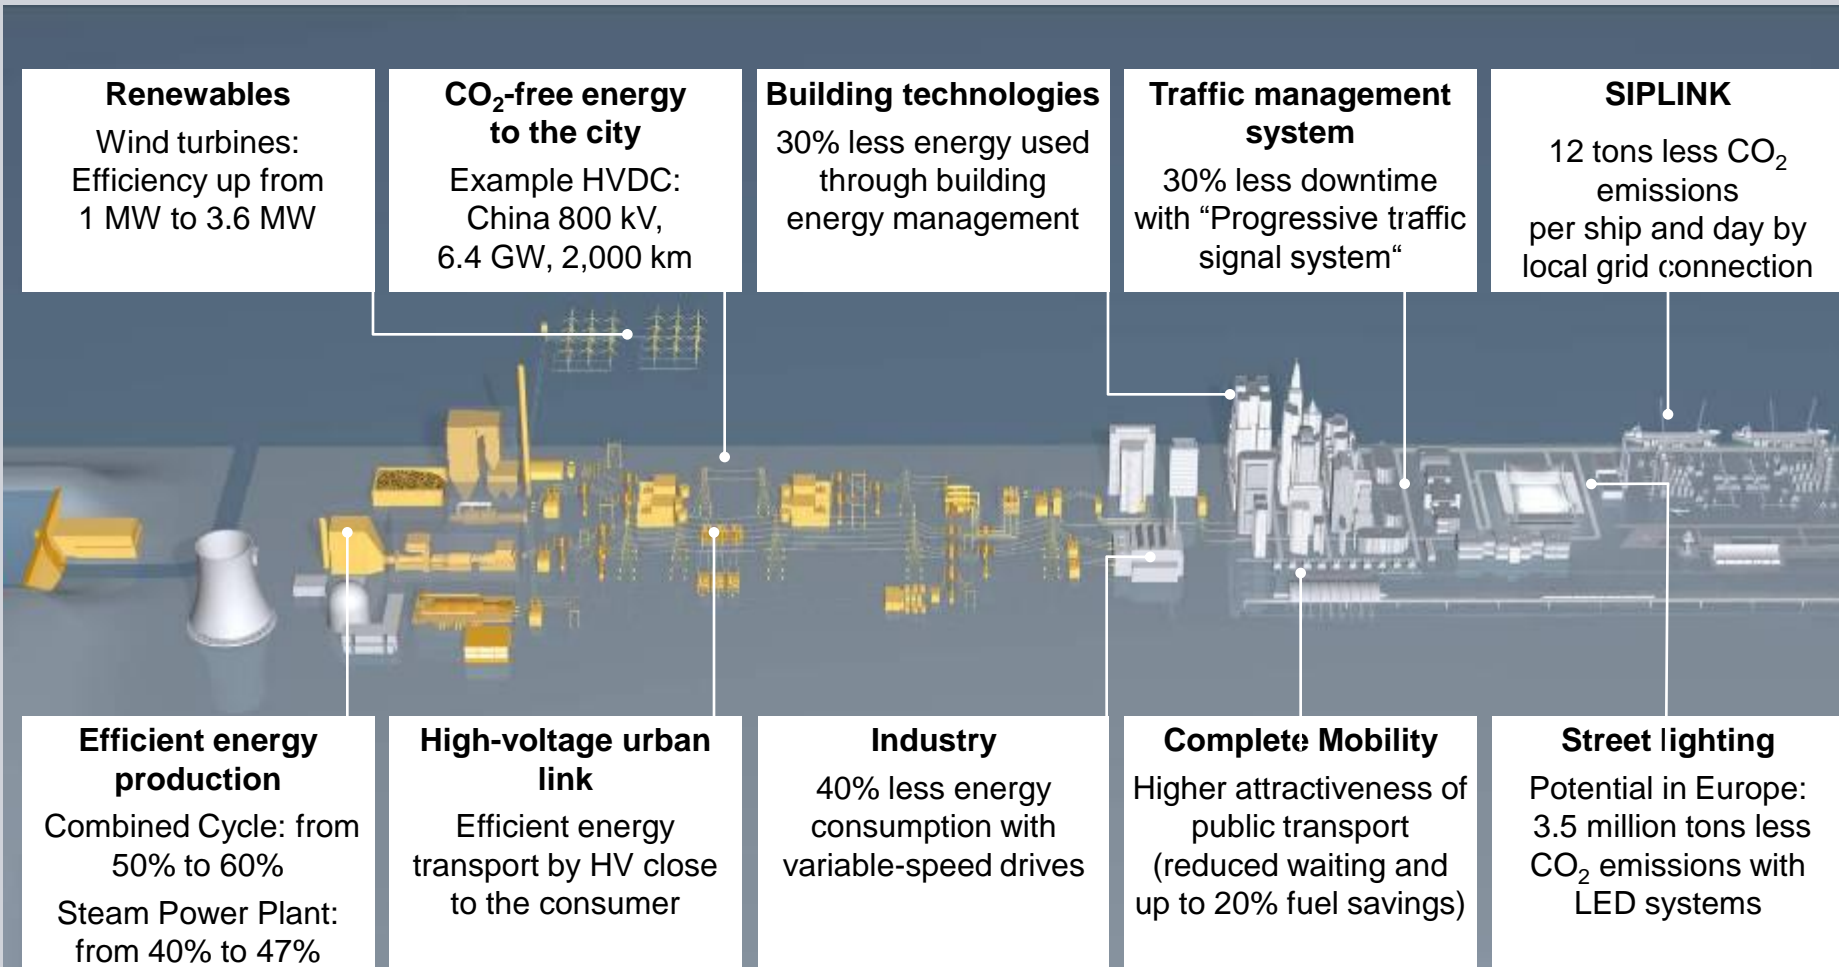 Renewables
Wind turbines:
Efficiency up from
1 MW to 3.6 MW
CO₂-free energy
to the city
Example HVDC:
China 800 kV,
6.4 GW, 2,000 km
Building technologies
30% less energy used
through building
energy management
Traffic management
system
30% less downtime
with “Progressive traffic
signal system“
SIPLINK
12 tons less CO₂
emissions
per ship and day by
local grid connection
Efficient energy
production
Combined Cycle: from
50% to 60%
Steam Power Plant:
from 40% to 47%
High-voltage urban
link
Efficient energy
transport by HV close
to the consumer
Industry
40% less energy
consumption with
variable-speed drives
Complete Mobility
Higher attractiveness of
public transport
(reduced waiting and
up to 20% fuel savings)
Street lighting
Potential in Europe:
3.5 million tons less
CO₂ emissions with
LED systems